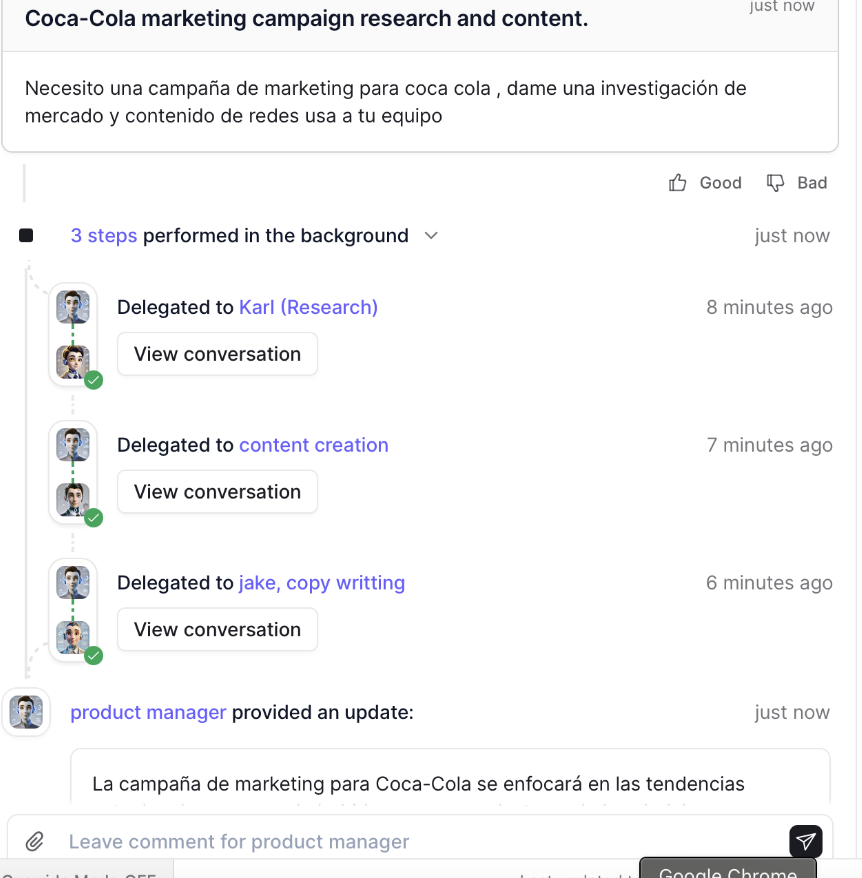 Coca-Cola marketing campaign research and content.
just now
Necesito una campaña de marketing para coca cola , dame una investigación de
mercado y contenido de redes usa a tu equipo
Good Bad
3 steps performed in the background
just now
Delegated to Karl (Research)
8 minutes ago
View conversation
Delegated to content creation
7 minutes ago
View conversation
Delegated to jake, copy writting
6 minutes ago
View conversation
product manager provided an update:
just now
La campaña de marketing para Coca-Cola se enfocará en las tendencias
Leave comment for product manager
Google Chrome